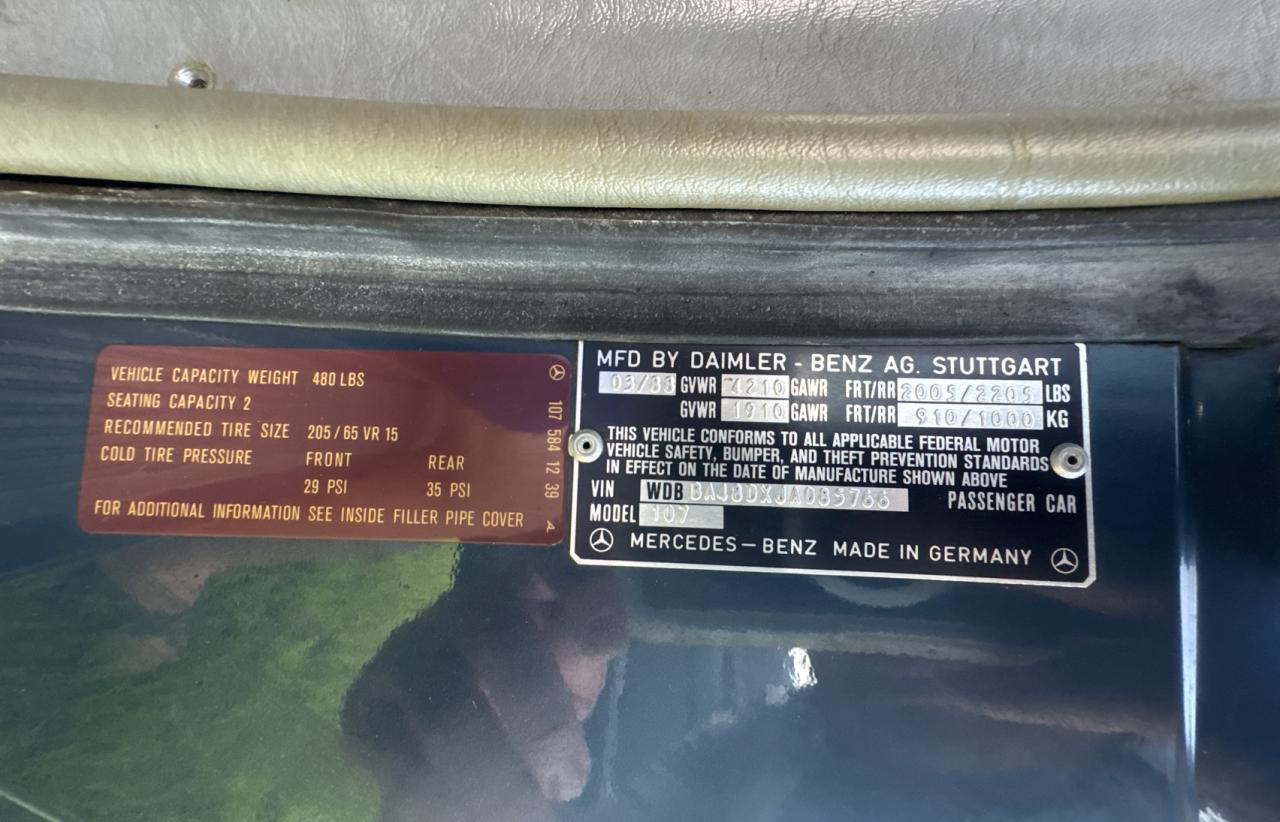 VEHICLE CAPACITY WEIGHT 480 LBS
SEATING CAPACITY 2
RECOMMENDED TIRE SIZE 205/65 VR 15
COLD TIRE PRESSURE FRONT REAR
29 PSI 35 PSI
FOR ADDITIONAL INFORMATION SEE INSIDE FILLER PIPE COVER
107 584 12 39 A
MFD BY DAIMLER - BENZ AG. STUTTGART
03/88 GVWR 4210 GAWR FRT/RR 2005/2205 LBS
GVWR 1910 GAWR FRT/RR 910/1000 KG
THIS VEHICLE CONFORMS TO ALL APPLICABLE FEDERAL MOTOR
VEHICLE SAFETY, BUMPER, AND THEFT PREVENTION STANDARDS
IN EFFECT ON THE DATE OF MANUFACTURE SHOWN ABOVE
VIN WDB PASSENGER CAR
MODEL 107
MERCEDES-BENZ MADE IN GERMANY